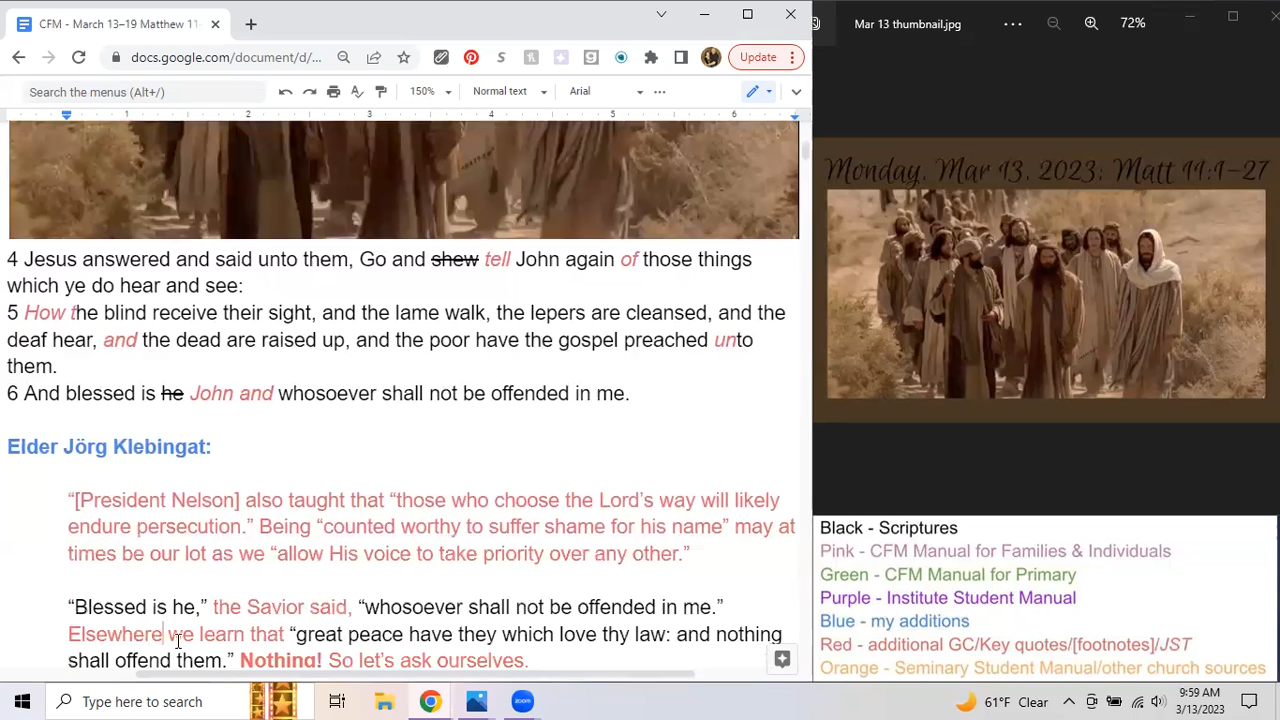 CFM – March 13–19 Matthew 11-
Mar 13 thumbnail.jpg
72%
docs.google.com/document/d/...
Update
Search the menus (Alt+/)
150%
Normal text
Arial
1 2 3 4 5 6
Monday, Mar 13, 2023: Matt 11:1-27
4 Jesus answered and said unto them, Go and shew tell John again of those things
which ye do hear and see:
5 How the blind receive their sight, and the lame walk, the lepers are cleansed, and the
deaf hear, and the dead are raised up, and the poor have the gospel preached unto
them.
6 And blessed is he John and whosoever shall not be offended in me.
Elder Jörg Klebingat:
“[President Nelson] also taught that “those who choose the Lord’s way will likely
endure persecution.” Being “counted worthy to suffer shame for his name” may at
times be our lot as we “allow His voice to take priority over any other.”
“Blessed is he,” the Savior said, “whosoever shall not be offended in me.”
Elsewhere we learn that “great peace have they which love thy law: and nothing
shall offend them.” Nothing! So let’s ask ourselves.
Black - Scriptures
Pink - CFM Manual for Families & Individuals
Green - CFM Manual for Primary
Purple - Institute Student Manual
Blue - my additions
Red - additional GC/Key quotes/[footnotes]/JST
Orange - Seminary Student Manual/other church sources
Type here to search
61°F Clear
9:59 AM
3/13/2023